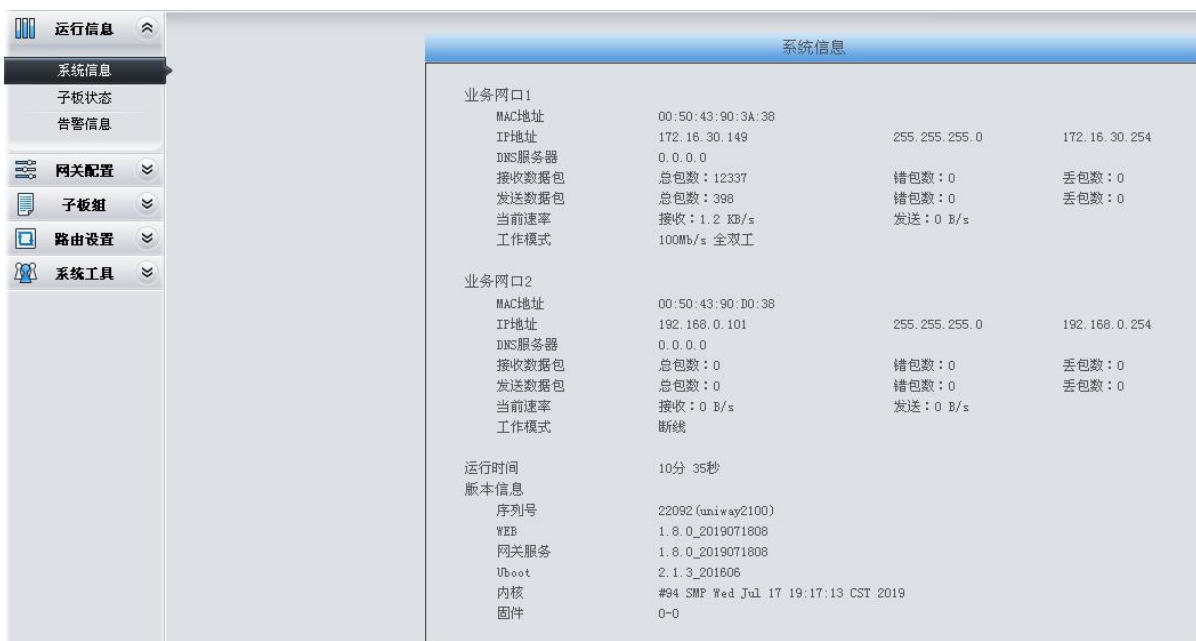 运行信息
系统信息
子板状态
告警信息
网关配置
子板组
路由设置
系统工具
系统信息
业务网口1
MAC地址 00:50:43:90:3A:38
IP地址 172.16.30.149 255.255.255.0 172.16.30.254
DNS服务器 0.0.0.0
接收数据包 总包数：12337 错包数：0 丢包数：0
发送数据包 总包数：398 错包数：0 丢包数：0
当前速率 接收：1.2 KB/s 发送：0 B/s
工作模式 100Mb/s 全双工
业务网口2
MAC地址 00:50:43:90:D0:38
IP地址 192.168.0.101 255.255.255.0 192.168.0.254
DNS服务器 0.0.0.0
接收数据包 总包数：0 错包数：0 丢包数：0
发送数据包 总包数：0 错包数：0 丢包数：0
当前速率 接收：0 B/s 发送：0 B/s
工作模式 断线
运行时间 10分 35秒
版本信息
序列号 22092(uniway2100)
WEB 1.8.0_2019071808
网关服务 1.8.0_2019071808
Uboot 2.1.3_201606
内核 #94 SMP Wed Jul 17 19:17:13 CST 2019
固件 0-0